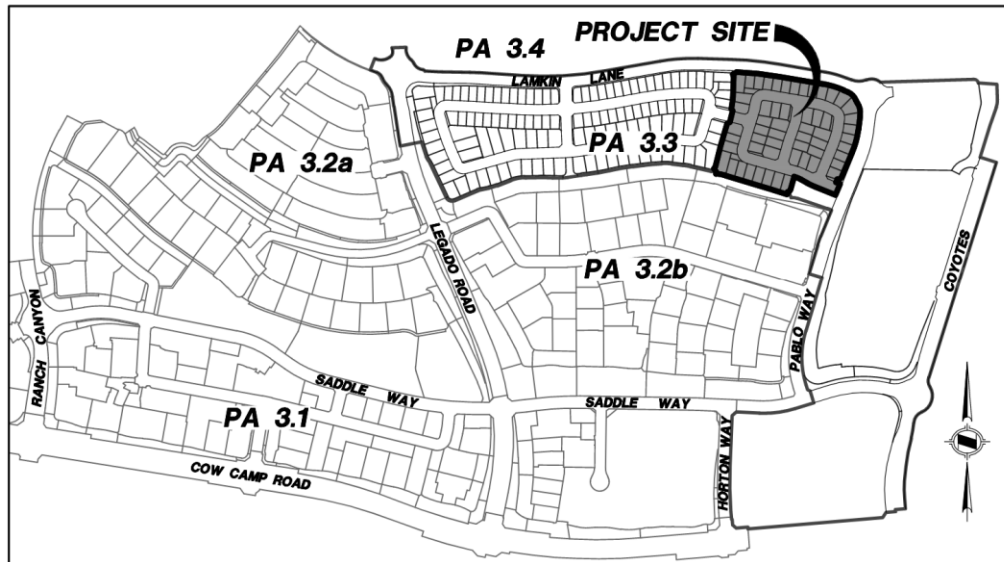 PROJECT SITE
PA 3.4
LAMKIN LANE
PA 3.3
PA 3.2a
LEGADO ROAD
COYOTES
PA 3.2b
RANCH CANYON
PABLO WAY
SADDLE WAY
SADDLE WAY
PA 3.1
HORTON WAY
COW CAMP ROAD